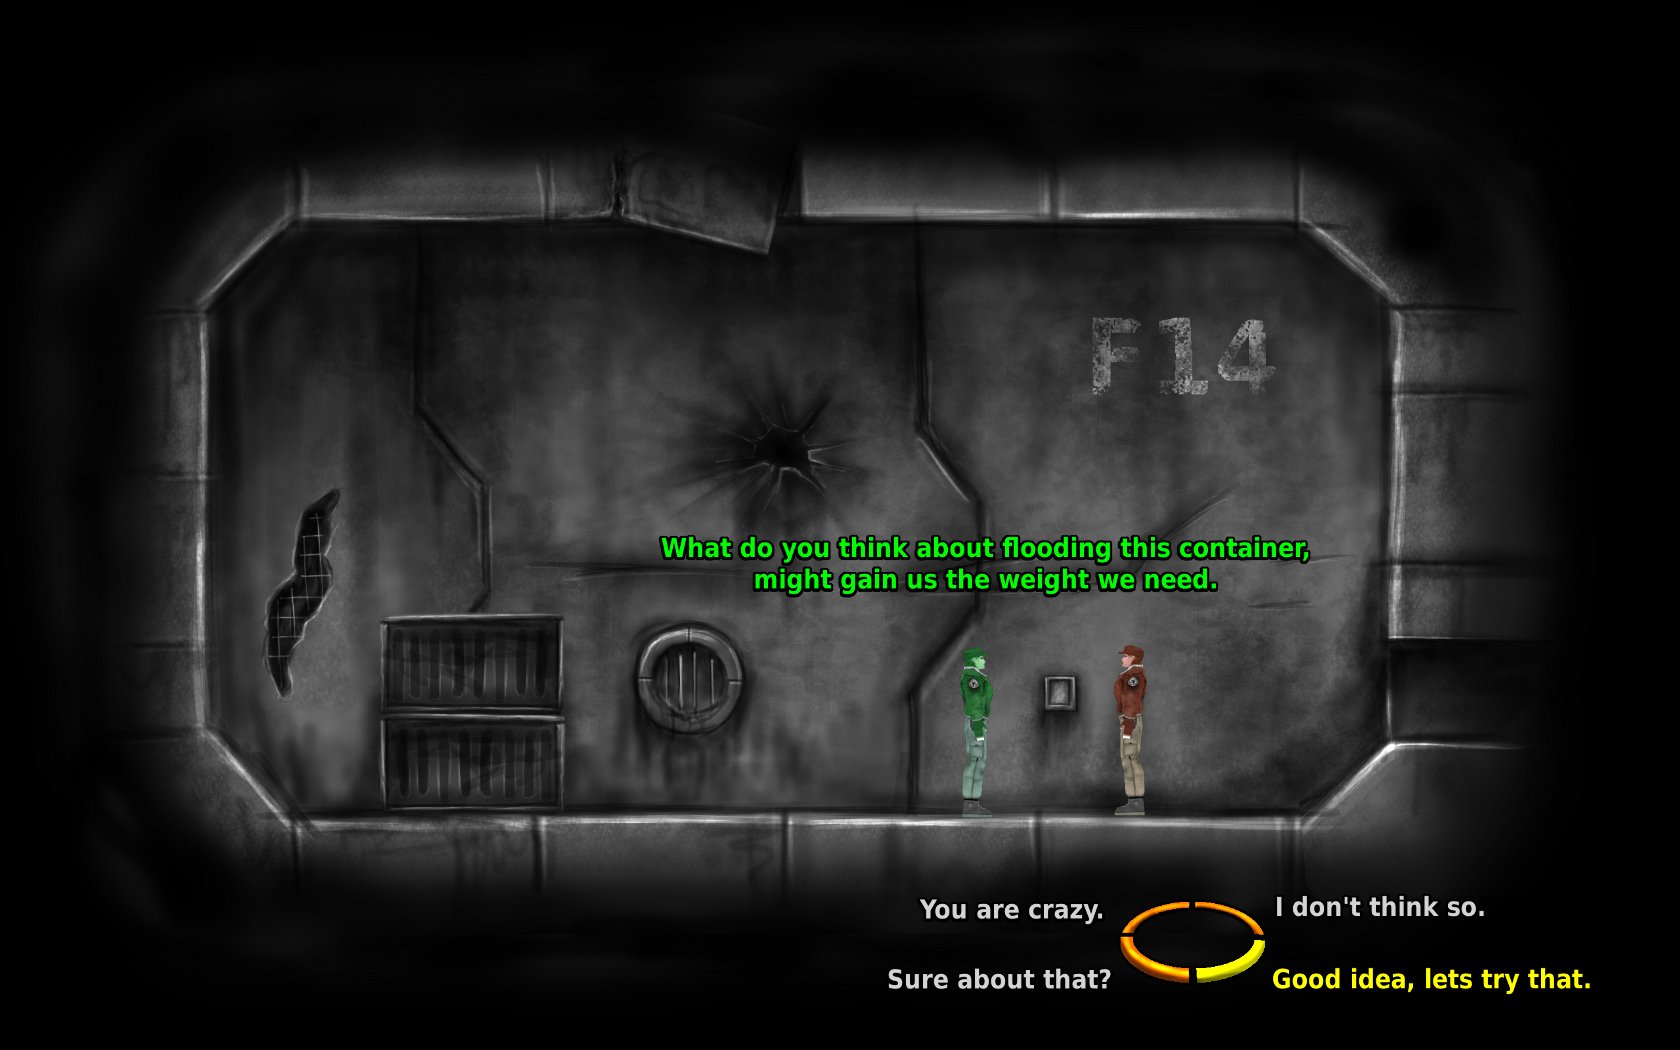 F14
What do you think about flooding this container,
might gain us the weight we need.
You are crazy.
I don't think so.
Sure about that?
Good idea, lets try that.